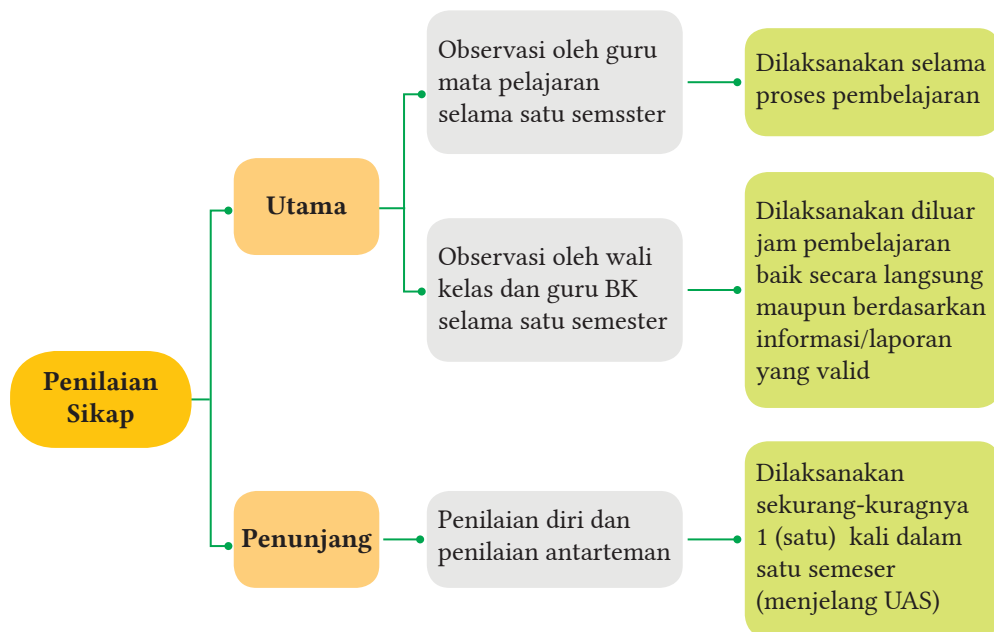 Penilaian
Sikap
Utama
Observasi oleh guru
mata pelajaran
selama satu semsster
Dilaksanakan selama
proses pembelajaran
Observasi oleh wali
kelas dan guru BK
selama satu semester
Dilaksanakan diluar
jam pembelajaran
baik secara langsung
maupun berdasarkan
informasi/laporan
yang valid
Penunjang
Penilaian diri dan
penilaian antarteman
Dilaksanakan
sekurang-kuragnya
1 (satu) kali dalam
satu semeser
(menjelang UAS)